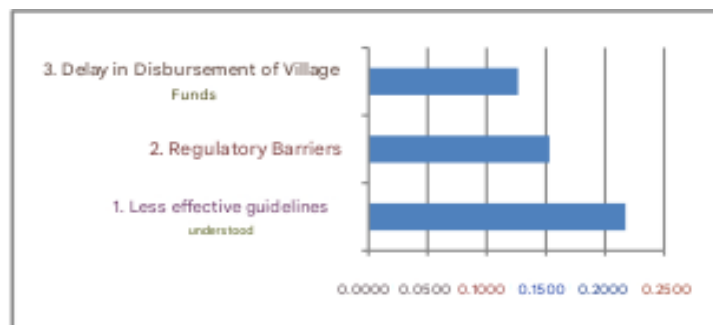 3. Delay in Disbursement of Village
Funds
2. Regulatory Barriers
1. Less effective guidelines
understood
0.0000 0.0500 0.1000 0.1500 0.2000 0.2500